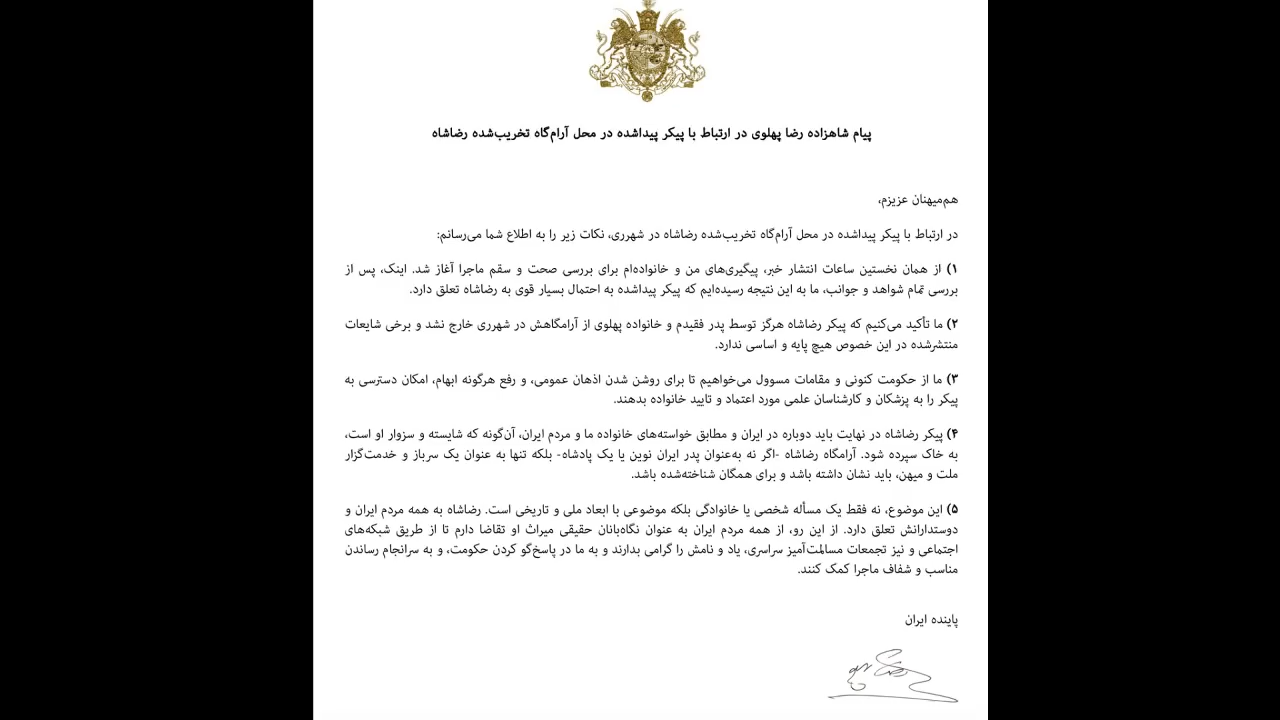 پیام شاهزاده رضا پهلوی در ارتباط با پیکر پیداشده در محل آرام‌گاه تخریب‌شده رضاشاه
هم‌میهنان عزیزم،
در ارتباط با پیکر پیداشده در محل آرام‌گاه تخریب‌شده رضاشاه در شهرری، نکات زیر را به اطلاع شما می‌رسانم:
۱) از همان نخستین ساعات انتشار خبر، پیگیری‌های من و خانواده‌ام برای بررسی صحت و سقم ماجرا آغاز شد. اینک، پس از
بررسی تمام شواهد و جوانب، ما به این نتیجه رسیده‌ایم که پیکر پیداشده به احتمال بسیار قوی به رضاشاه تعلق دارد.
۲) ما تأکید می‌کنیم که پیکر رضاشاه هرگز توسط پدر فقیدم و خانواده پهلوی از آرامگاهش در شهرری خارج نشد و برخی شایعات
منتشرشده در این خصوص هیچ پایه و اساسی ندارد.
۳) ما از حکومت کنونی و مقامات مسوول می‌خواهیم تا برای روشن شدن اذهان عمومی، و رفع هرگونه ابهام، امکان دسترسی به
پیکر را به پزشکان و کارشناسان علمی مورد اعتماد و تایید خانواده بدهند.
۴) پیکر رضاشاه در نهایت باید دوباره در ایران و مطابق خواسته‌های خانواده ما و مردم ایران، آن‌گونه که شایسته و سزوار او است،
به خاک سپرده شود. آرامگاه رضاشاه -اگر نه به‌عنوان پدر ایران نوین یا یک پادشاه- بلکه تنها به عنوان یک سرباز و خدمت‌گزار
ملت و میهن، باید نشان داشته باشد و برای همگان شناخته‌شده باشد.
۵) این موضوع، نه فقط یک مسأله شخصی یا خانوادگی بلکه موضوعی با ابعاد ملی و تاریخی است. رضاشاه به همه مردم ایران و
دوستدارانش تعلق دارد. از این رو، از همه مردم ایران به عنوان نگاه‌بانان حقیقی میراث او تقاضا دارم تا از طریق شبکه‌های
اجتماعی و نیز تجمعات مسالمت‌آمیز سراسری، یاد و نامش را گرامی بدارند و به ما در پاسخ‌گو کردن حکومت، و به سرانجام رساندن
مناسب و شفاف ماجرا کمک کنند.
پاینده ایران